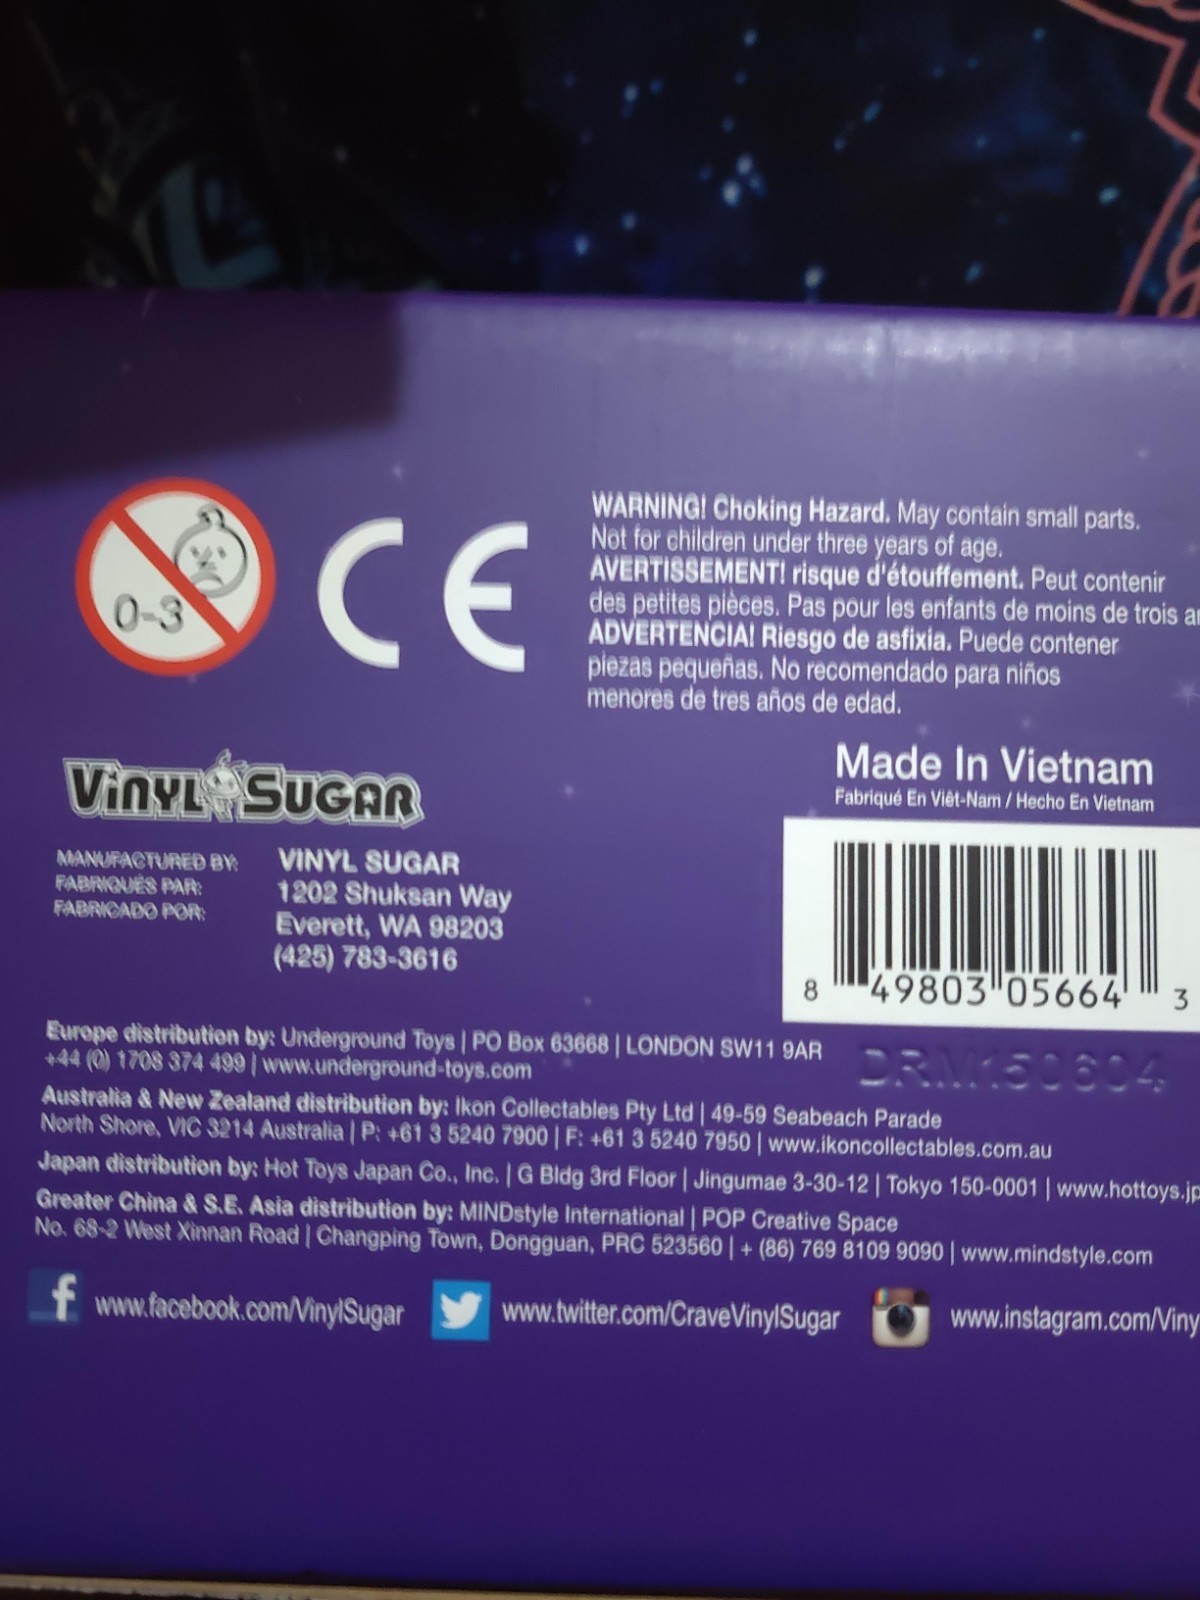 0-3
CE
WARNING! Choking Hazard. May contain small parts.
Not for children under three years of age.
AVERTISSEMENT! risque d'étouffement. Peut contenir
des petites pièces. Pas pour les enfants de moins de trois
ADVERTENCIA! Riesgo de asfixia. Puede contener
piezas pequeñas. No recomendado para niños
menores de tres años de edad.
VINYL SUGAR
MANUFACTURED BY:
FABRIQUÉS PAR:
FABRICADO POR:
VINYL SUGAR
1202 Shuksan Way
Everett, WA 98203
(425) 783-3616
Made In Vietnam
Fabriqué En Viêt-Nam / Hecho En Vietnam
8 49803 05664 3
DRM150604
Europe distribution by: Underground Toys | PO Box 63668 | LONDON SW11 9AR
+44 (0) 1708 374 499 | www.underground-toys.com
Australia & New Zealand distribution by: Ikon Collectables Pty Ltd | 49-59 Seabeach Parade
North Shore, VIC 3214 Australia | P: +61 3 5240 7900 | F: +61 3 5240 7950 | www.ikoncollectables.com.au
Japan distribution by: Hot Toys Japan Co., Inc. | G Bldg 3rd Floor | Jingumae 3-30-12 | Tokyo 150-0001 | www.hottoys.jp
Greater China & S.E. Asia distribution by: MINDstyle International | POP Creative Space
No. 68-2 West Xinnan Road | Changping Town, Dongguan, PRC 523560 | + (86) 769 8109 9090 | www.mindstyle.com
f www.facebook.com/VinylSugar
www.twitter.com/CraveVinylSugar
www.instagram.com/Viny